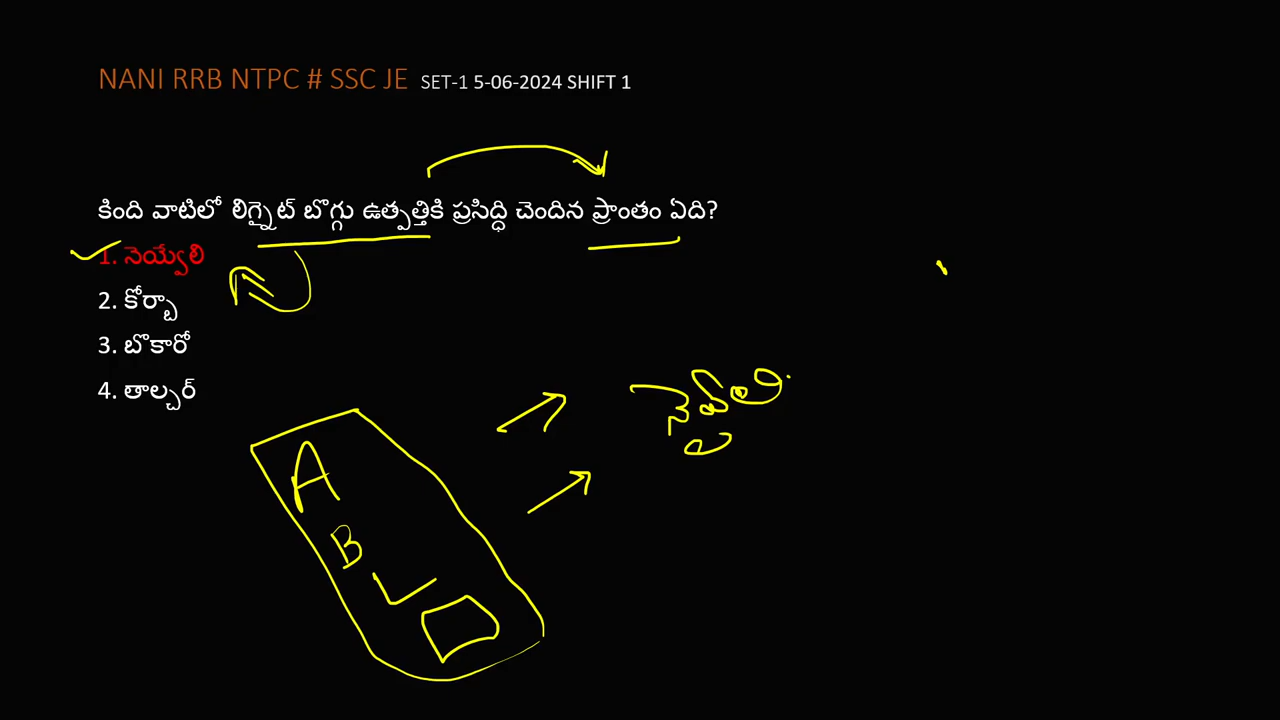 NANI RRB NTPC # SSC JE SET-1 5-06-2024 SHIFT 1
కింది వాటిలో లిగ్నైట్ బొగ్గు ఉత్పత్తికి ప్రసిద్ధి చెందిన ప్రాంతం ఏది?
1. నెయ్వేలి
2. కోర్బా
3. బొకారో
4. తాల్చర్
A
B